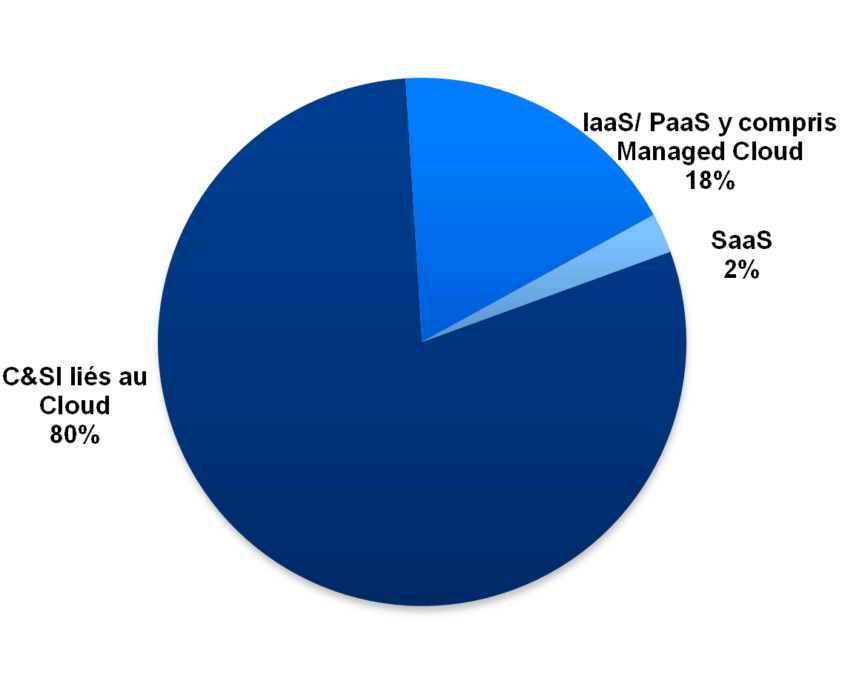 IaaS/ PaaS y compris
Managed Cloud
18%
SaaS
2%
C&SI liés au
Cloud
80%